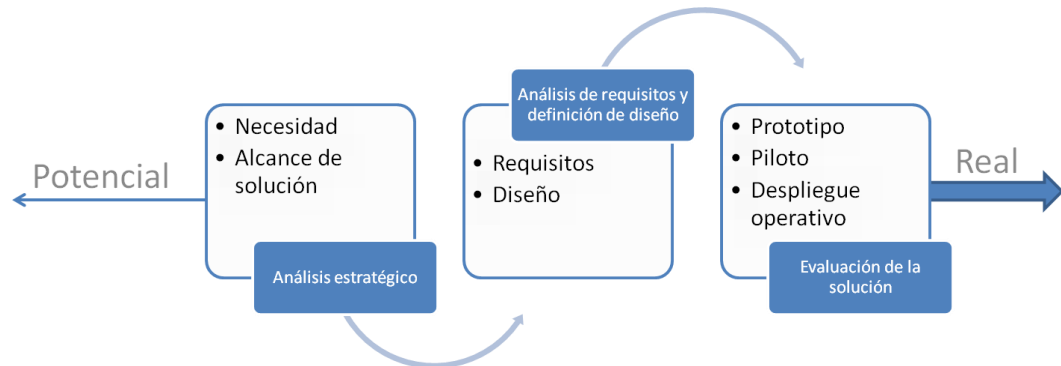 Potencial
• Necesidad
• Alcance de
solución
Análisis estratégico
Análisis de requisitos y
definición de diseño
• Requisitos
• Diseño
• Prototipo
• Piloto
• Despliegue
operativo
Evaluación de la
solución
Real